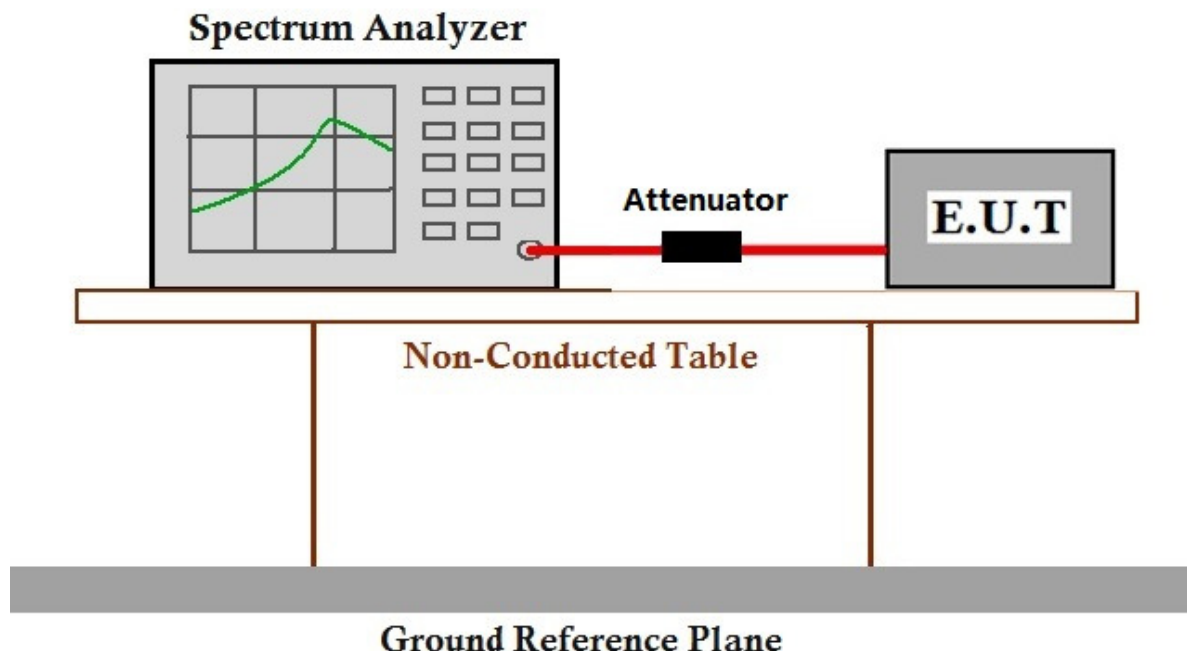 Spectrum Analyzer
Attenuator
E.U.T
Non-Conducted Table
Ground Reference Plane